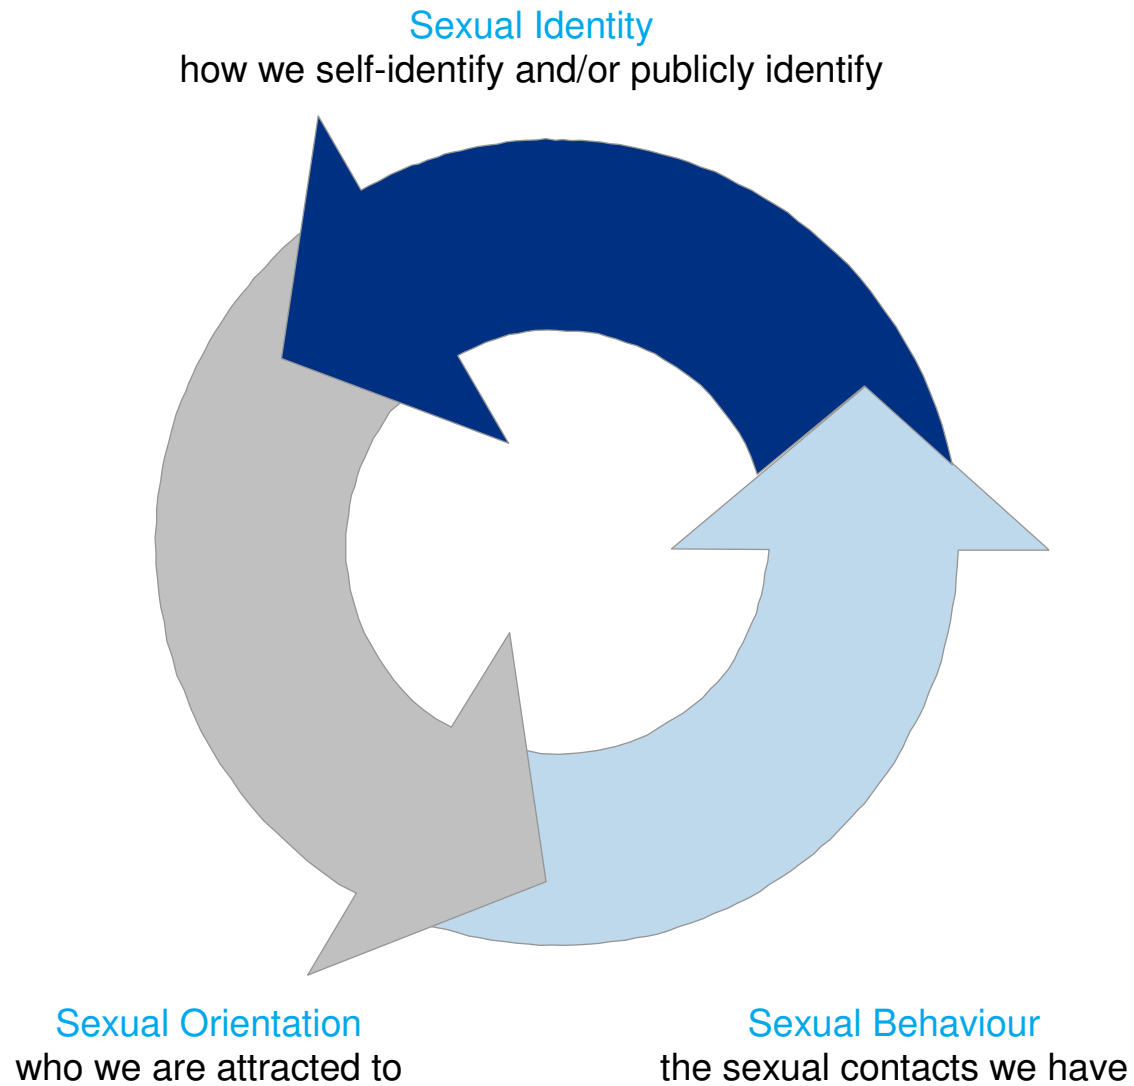 Sexual Identity
how we self-identify and/or publicly identify
Sexual Orientation
who we are attracted to
Sexual Behaviour
the sexual contacts we have